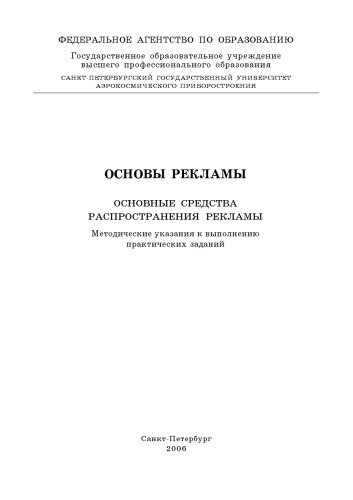 ФЕДЕРАЛЬНОЕ АГЕНТСТВО ПО ОБРАЗОВАНИЮ
Государственное образовательное учреждение
высшего профессионального образования
САНКТ-ПЕТЕРБУРГСКИЙ ГОСУДАРСТВЕННЫЙ УНИВЕРСИТЕТ
АЭРОКОСМИЧЕСКОГО ПРИБОРОСТРОЕНИЯ
ОСНОВЫ РЕКЛАМЫ
ОСНОВНЫЕ СРЕДСТВА
РАСПРОСТРАНЕНИЯ РЕКЛАМЫ
Методические указания к выполнению
практических заданий
Санкт-Петербург
2006